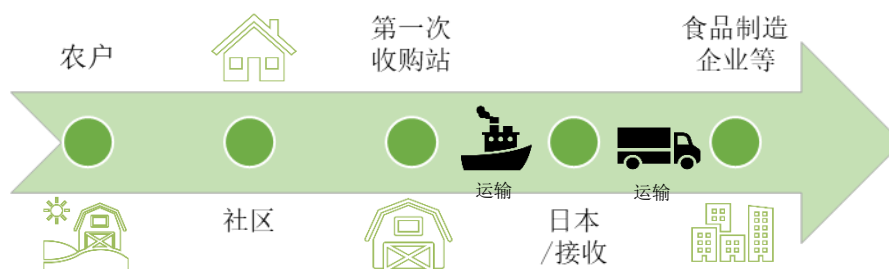 农户
社区
第一次
收购站
运输
日本
/接收
运输
食品制造
企业等